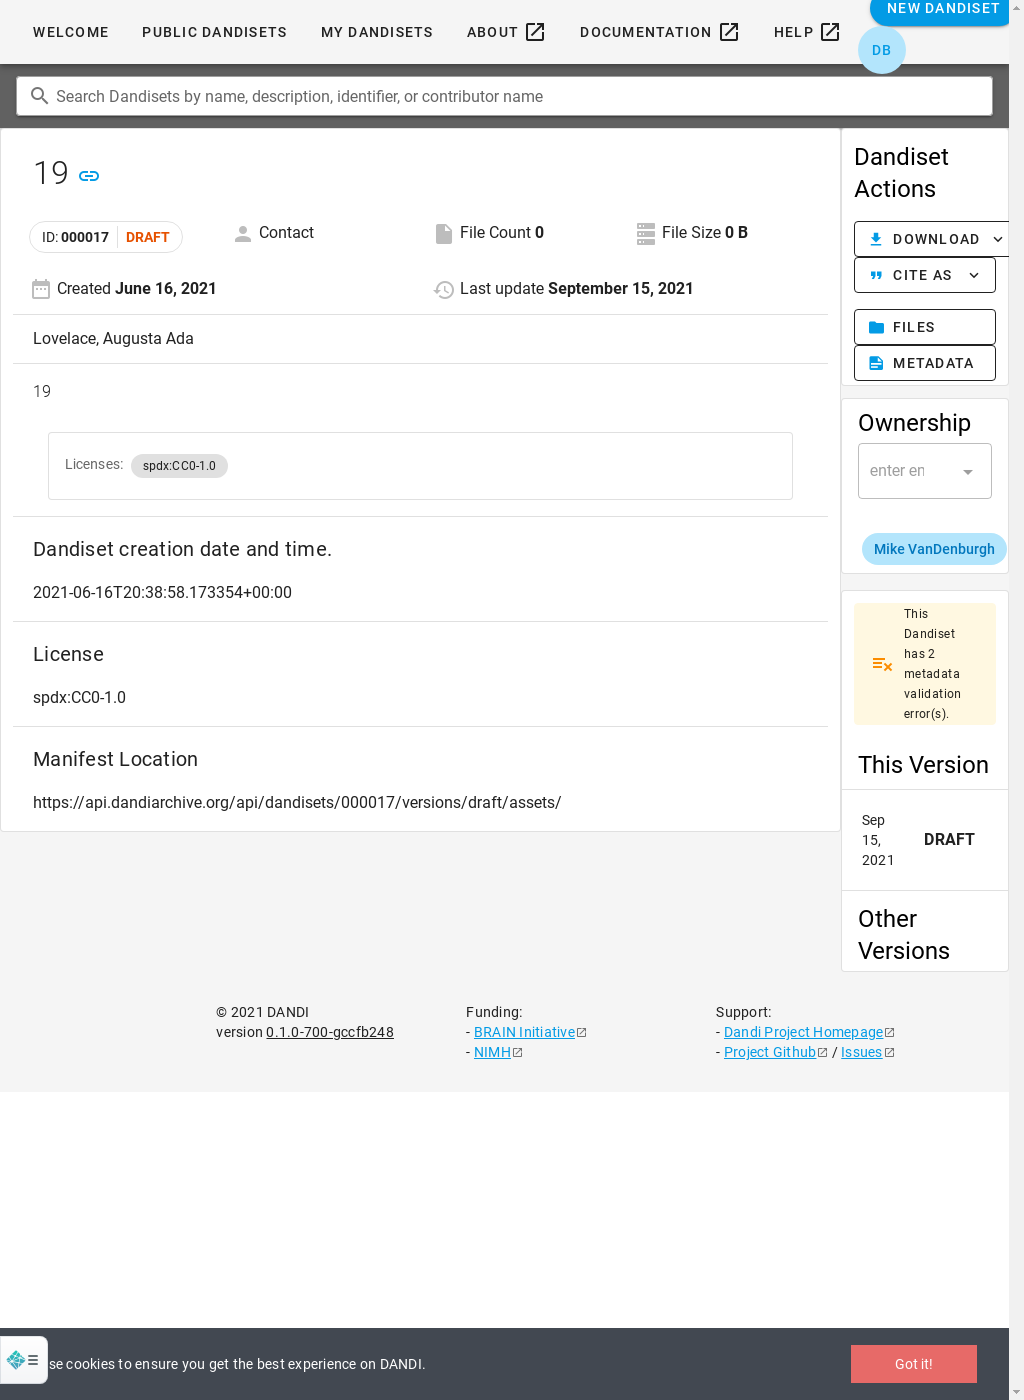 NEW DANDISET
WELCOME PUBLIC DANDISETS MY DANDISETS ABOUT DOCUMENTATION HELP
DB
Search Dandisets by name, description, identifier, or contributor name
19
ID: 000017 DRAFT
Contact
File Count 0
File Size 0 B
Created June 16, 2021
Last update September 15, 2021
Lovelace, Augusta Ada
19
Licenses: spdx:CC0-1.0
Dandiset creation date and time.
2021-06-16T20:38:58.173354+00:00
License
spdx:CC0-1.0
Manifest Location
https://api.dandiarchive.org/api/dandisets/000017/versions/draft/assets/
Dandiset
Actions
DOWNLOAD
CITE AS
FILES
METADATA
Ownership
enter en
Mike VanDenburgh
This
Dandiset
has 2
metadata
validation
error(s).
This Version
Sep
15,
2021
DRAFT
Other
Versions
© 2021 DANDI
version 0.1.0-700-gccfb248
Funding:
- BRAIN Initiative
- NIMH
Support:
- Dandi Project Homepage
- Project Github / Issues
se cookies to ensure you get the best experience on DANDI.
Got it!